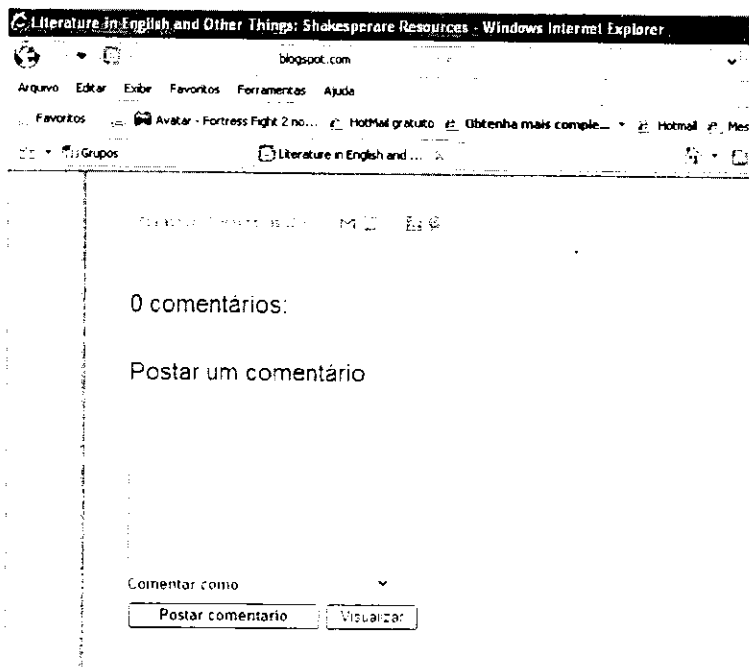 Literature in English and Other Things: Shakesperare Resources - Windows Internet Explorer
blogspot.com
Arquivo Editar Exibir Favoritos Ferramentas Ajuda
Favoritos Avatar - Fortress Fight 2 no... HotMail gratuito Obtenha mais comple... Hotmail Mes
Grupos Literature in English and ...
0 comentários:
Postar um comentário
Comentar como
Postar comentario Visualizar